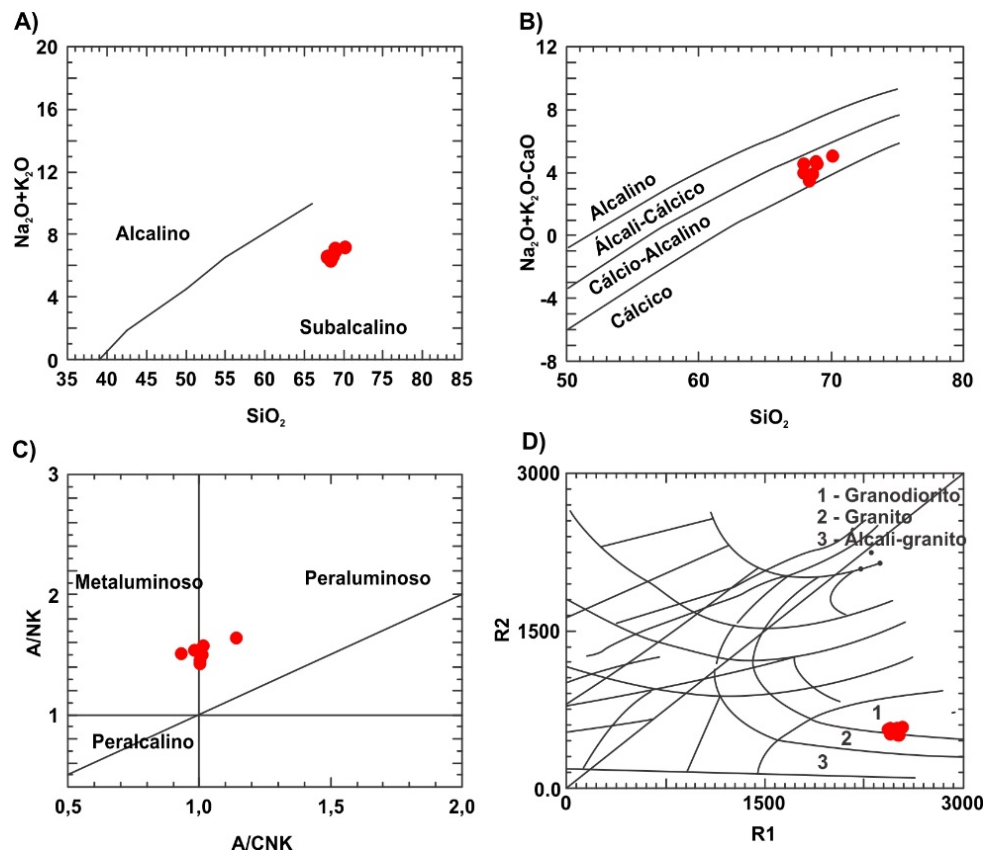 A)
20
16
12
8
4
0
Na₂O+K₂O
Alcalino
Subalcalino
35 45 50 55 60 65 70 75 80 85
SiO₂
B)
12
8
4
0
-4
-8
Na₂O+K₂O-CaO
Alcalino
Álcali-Cálcico
Cálcio-Alcalino
Cálcico
50 60 70 80
SiO₂
C)
3
2
1
A/NK
Metaluminoso
Peraluminoso
Peralcalino
0,5 1,0 1,5 2,0
A/CNK
D)
3000
1500
0.0
R2
1 - Granodiorito
2 - Granito
3 - Álcali-granito
1
2
3
0 1500 3000
R1